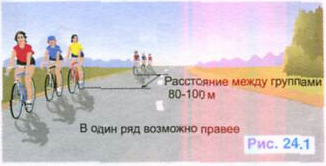 Расстояние между группами
80-100 м
В один ряд возможно правее
Рис. 24.1